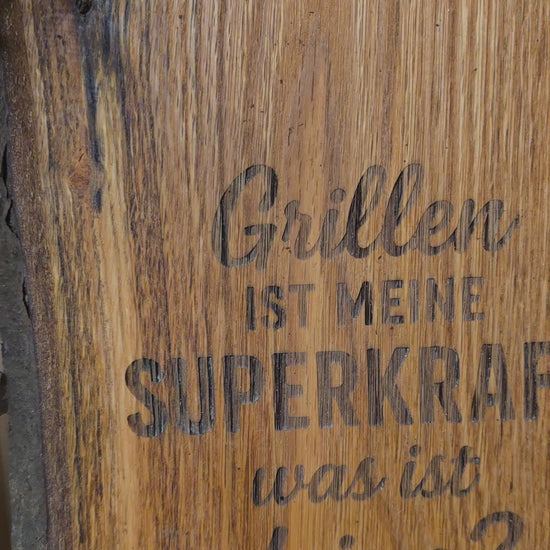 Grillen
IST MEINE
SUPERKRAF
was ist
?